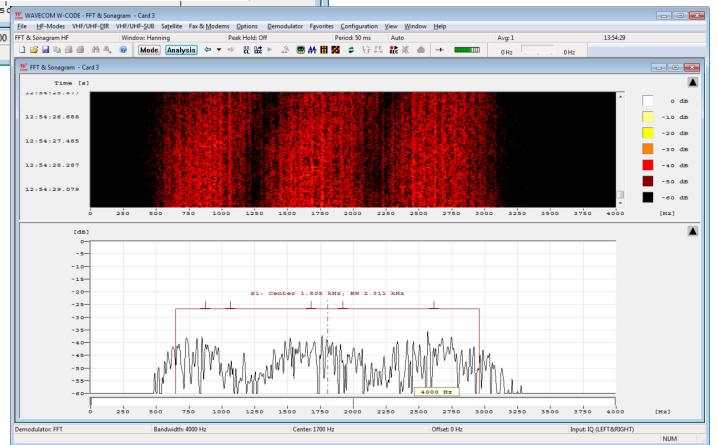 WAVECOM W-CODE - FFT & Sonagram - Card 3
File HF-Modes VHF/UHF-DIR VHF/UHF-SUB Satellite Fax & Modems Options Demodulator Favorites Configuration View Window Help
FFT & Sonagram HF Window: Hanning Peak Hold: Off Period: 50 ms Auto Avg: 1 13:54:29
Mode Analysis 0 Hz 0 Hz
FFT & Sonagram - Card 3
Time [s]
12:54:26.688
12:54:27.485
12:54:28.287
12:54:29.079
0 dB
-10 dB
-20 dB
-30 dB
-40 dB
-50 dB
-60 dB
0 250 500 750 1000 1250 1500 1750 2000 2250 2500 2750 3000 3250 3500 3750 4000 [Hz]
[dB]
0
-5
-10
-15
-20
-25
-30
-35
-40
-45
-50
-55
-60
S1: Center 1.805 kHz; BW 2.311 kHz
4000 Hz
0 250 500 750 1000 1250 1500 1750 2000 2250 2500 2750 3000 3250 3500 3750 4000 [Hz]
Demodulator: FFT Bandwidth: 4000 Hz Center: 1700 Hz Offset: 0 Hz Input: IQ (LEFT&RIGHT)
NUM